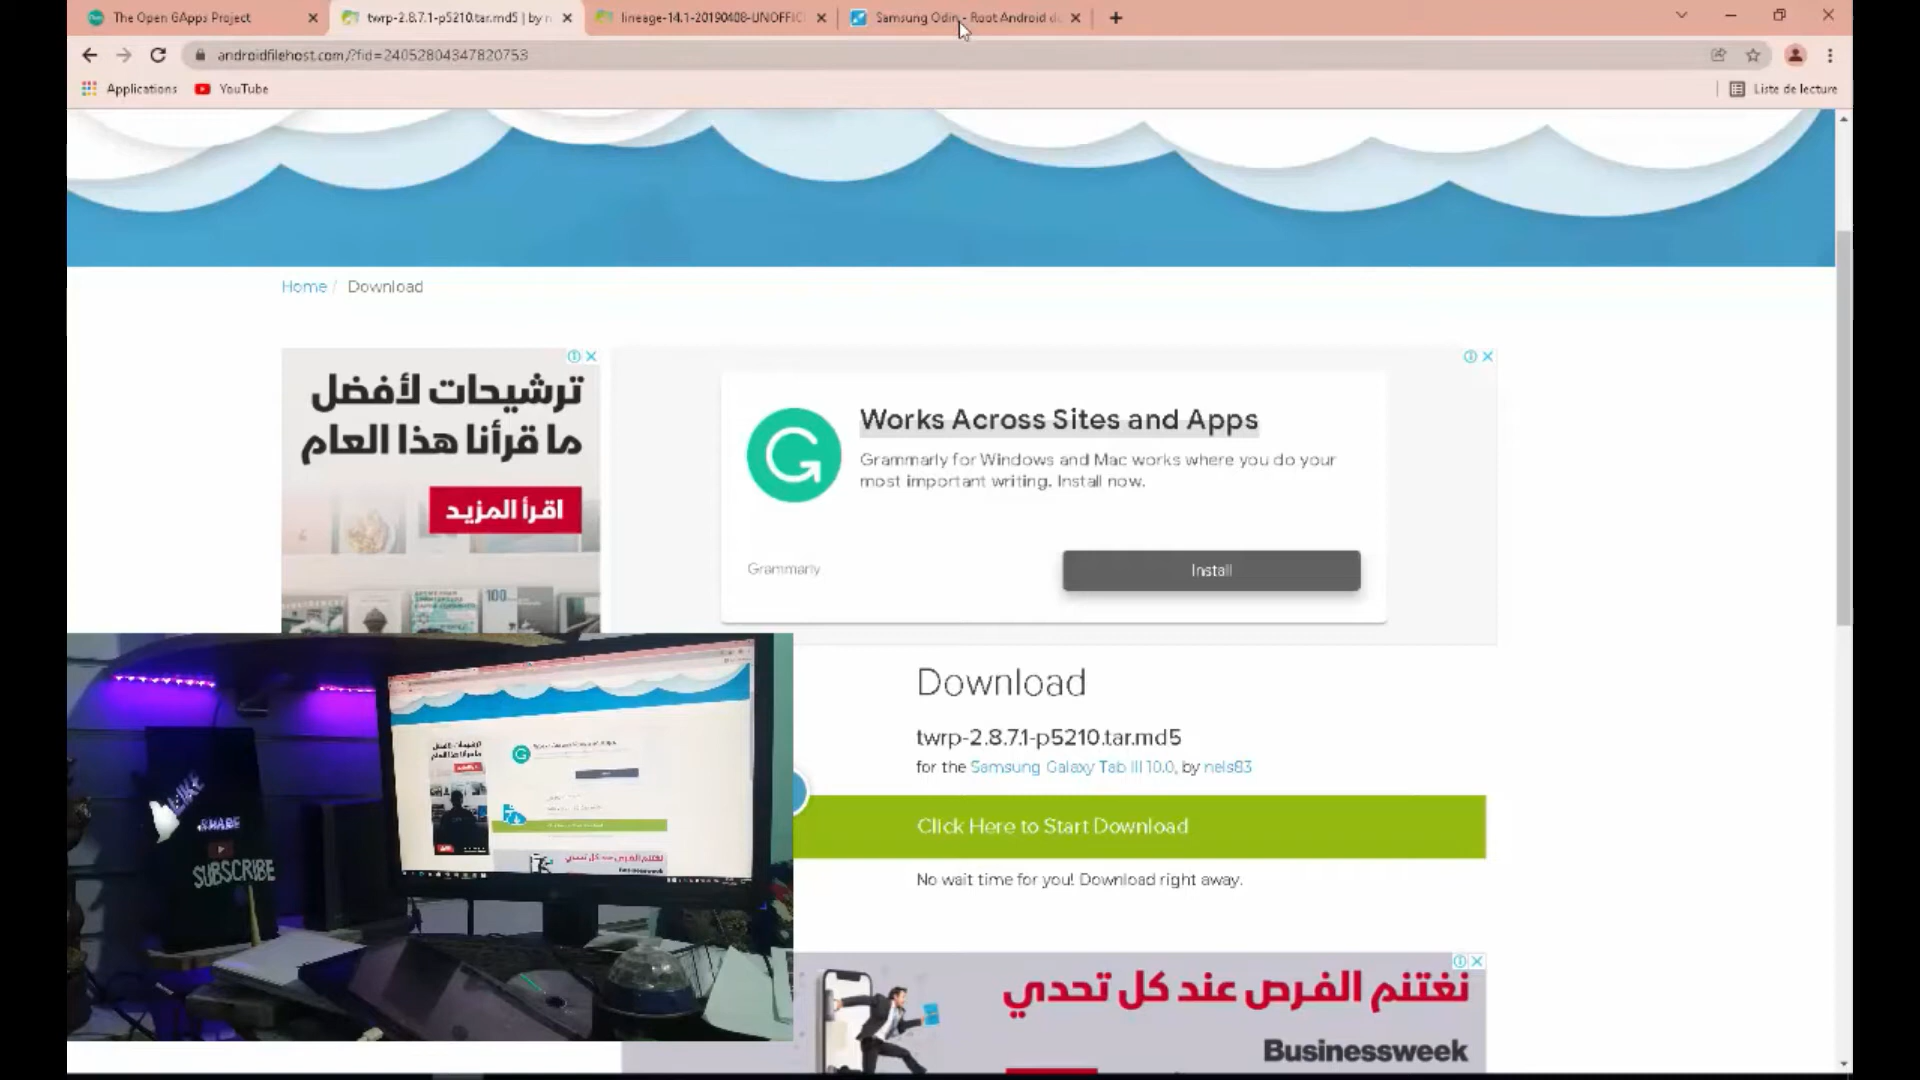 The Open GApps Project
twrp-2.8.7.1-p5210.tar.md5 | by n
lineage-14.1-20190408-UNOFFIC
Samsung Odin - Root Android d
androidfilehost.com/?fid=24052804347820753
Applications
YouTube
Liste de lecture
Home / Download
ترشيحات لأفضل
ما قرأنا هذا العام
اقرأ المزيد
100
Works Across Sites and Apps
Grammarly for Windows and Mac works where you do your
most important writing. Install now.
Grammarly
Install
Download
twrp-2.8.7.1-p5210.tar.md5
for the Samsung Galaxy Tab III 10.0, by nels83
Click Here to Start Download
No wait time for you! Download right away.
LIKE
SHARE
SUBSCRIBE
نغتنم الفرص عند كل تحدي
Businessweek